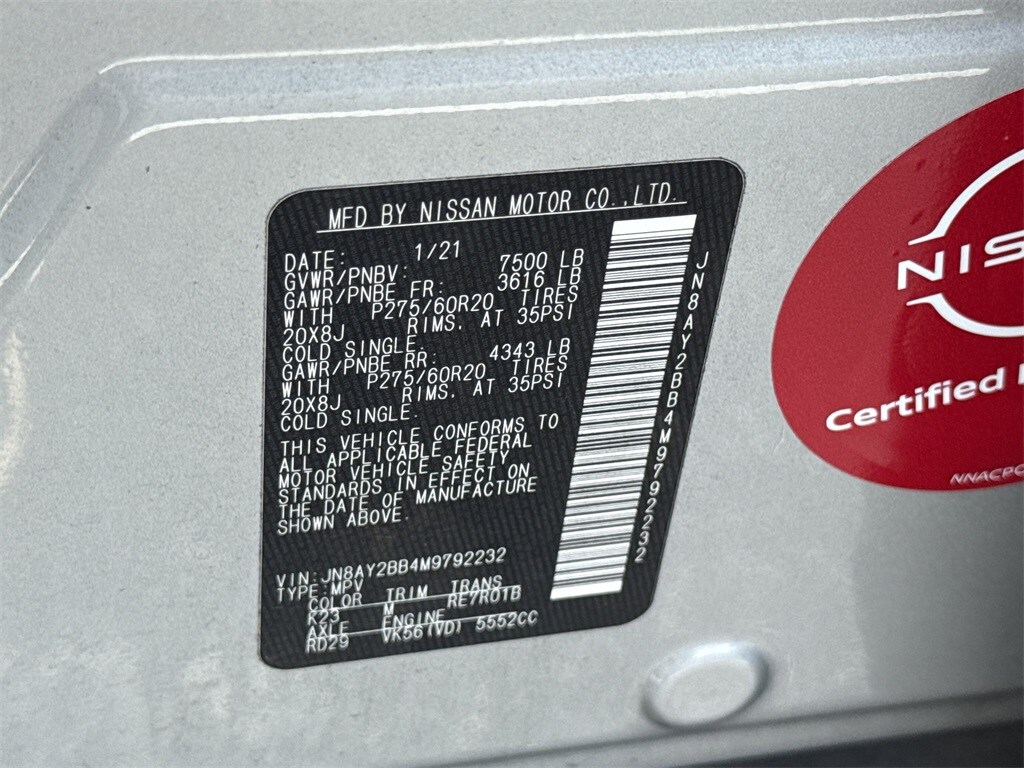 MFD BY NISSAN MOTOR CO.,LTD.
DATE: 1/21
GVWR/PNBV: 7500 LB
GAWR/PNBE FR: 3616 LB
WITH P275/60R20 TIRES
20X8J RIMS. AT 35PSI
COLD SINGLE.
GAWR/PNBE RR: 4343 LB
WITH P275/60R20 TIRES
20X8J RIMS. AT 35PSI
COLD SINGLE.
THIS VEHICLE CONFORMS TO
ALL APPLICABLE FEDERAL
MOTOR VEHICLE SAFETY
STANDARDS IN EFFECT ON
THE DATE OF MANUFACTURE
SHOWN ABOVE.
VIN:JN8AY2BB4M9792232
TYPE:MPV
COLOR TRIM TRANS
K23 M RE7R01B
AXLE ENGINE
RD29 VK56(VD) 5552CC
JN8AY2BB4M9792232
NIS
Certified
NNACPO